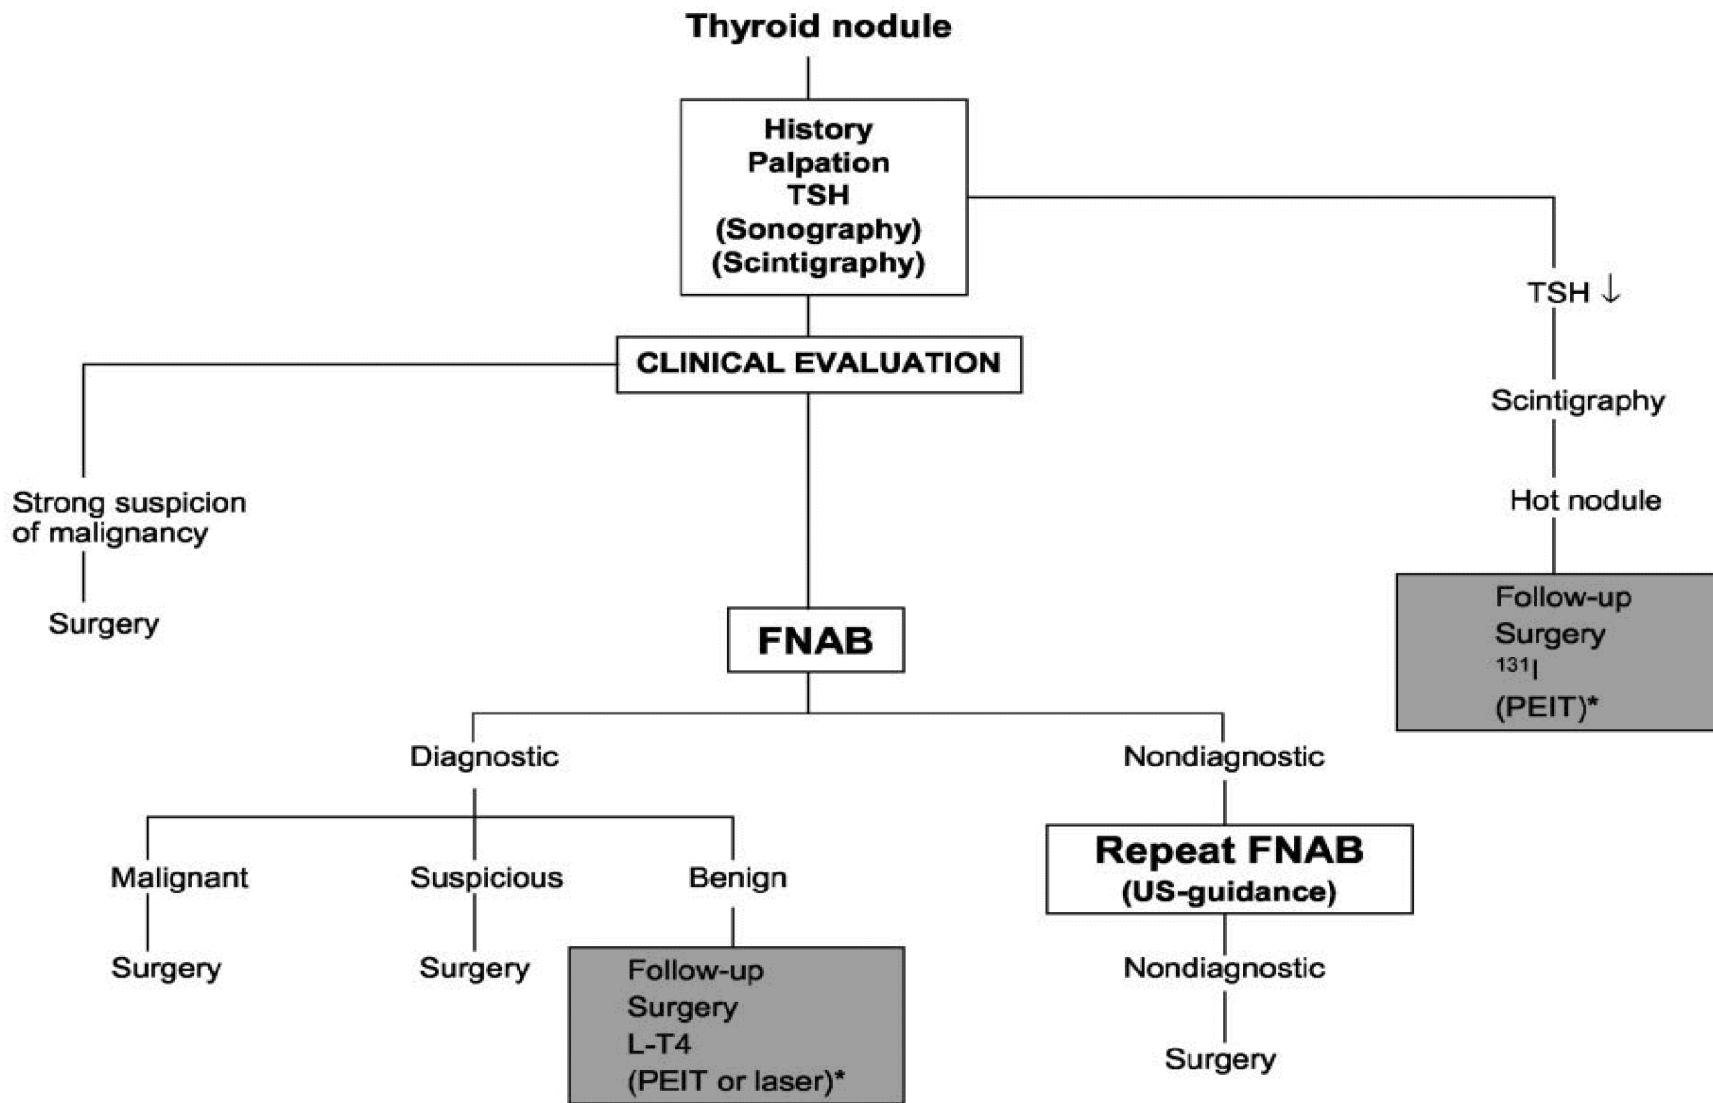 Thyroid nodule
History
Palpation
TSH
(Sonography)
(Scintigraphy)
TSH ↓
CLINICAL EVALUATION
Scintigraphy
Strong suspicion
of malignancy
Hot nodule
Surgery
FNAB
Follow-up
Surgery
¹³¹I
(PEIT)*
Diagnostic
Nondiagnostic
Malignant
Suspicious
Benign
Repeat FNAB
(US-guidance)
Surgery
Surgery
Follow-up
Surgery
L-T4
(PEIT or laser)*
Nondiagnostic
Surgery